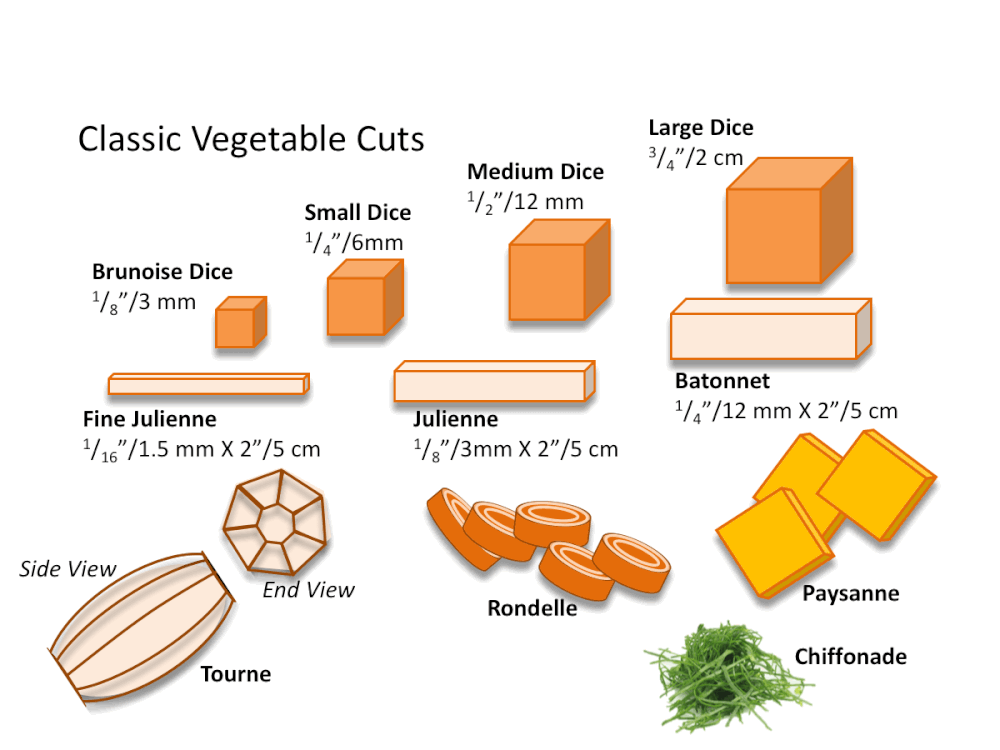 Classic Vegetable Cuts
Large Dice
3/4”/2 cm
Medium Dice
1/2”/12 mm
Small Dice
1/4”/6mm
Brunoise Dice
1/8”/3 mm
Fine Julienne
1/16”/1.5 mm X 2”/5 cm
Julienne
1/8”/3mm X 2”/5 cm
Batonnet
1/4”/12 mm X 2”/5 cm
Side View
End View
Tourne
Rondelle
Paysanne
Chiffonade